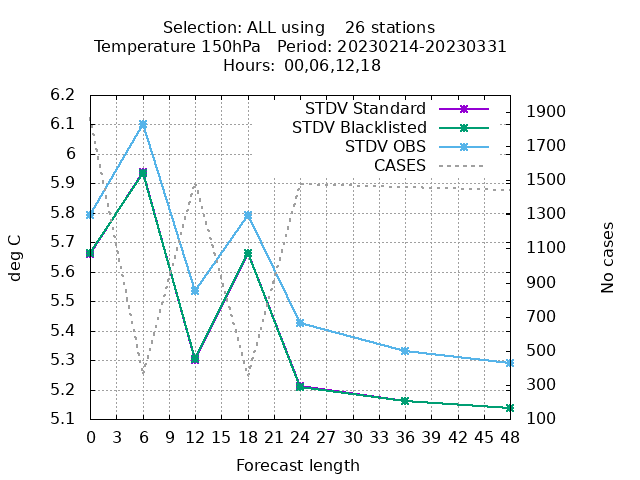 Selection: ALL using    26 stations
Temperature 150hPa   Period: 20230214-20230331
Hours: 00,06,12,18
STDV Standard
STDV Blacklisted
STDV OBS
CASES
deg C
6.2
6.1
6
5.9
5.8
5.7
5.6
5.5
5.4
5.3
5.2
5.1
1900
1700
1500
1300
1100
900
700
500
300
100
No cases
0 3 6 9 12 15 18 21 24 27 30 33 36 39 42 45 48
Forecast length